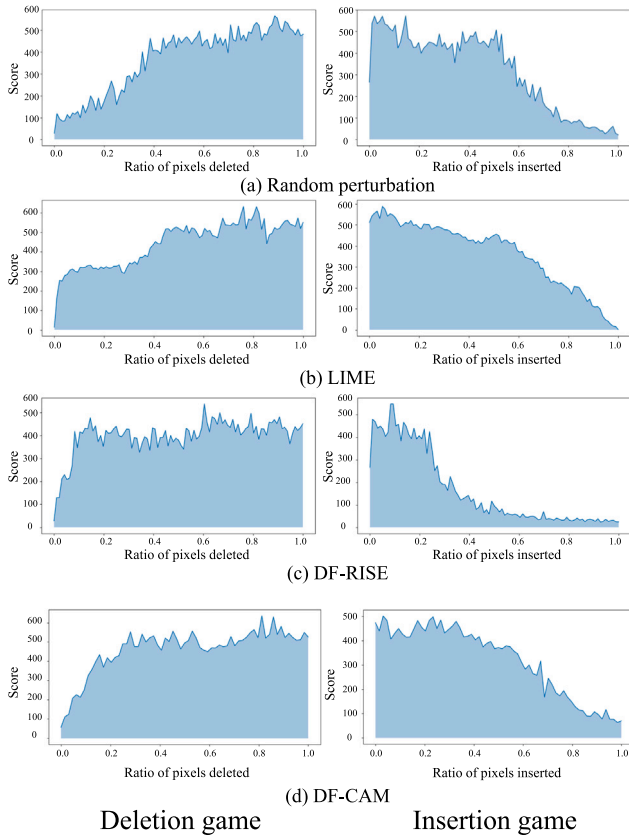 600
500
400
300
200
100
0
Score
0.0 0.2 0.4 0.6 0.8 1.0
Ratio of pixels deleted
600
500
400
300
200
100
0
Score
0.0 0.2 0.4 0.6 0.8 1.0
Ratio of pixels inserted
(a) Random perturbation
600
500
400
300
200
100
0
Score
0.0 0.2 0.4 0.6 0.8 1.0
Ratio of pixels deleted
600
500
400
300
200
100
0
Score
0.0 0.2 0.4 0.6 0.8 1.0
Ratio of pixels inserted
(b) LIME
600
500
400
300
200
100
0
Score
0.0 0.2 0.4 0.6 0.8 1.0
Ratio of pixels deleted
600
500
400
300
200
100
0
Score
0.0 0.2 0.4 0.6 0.8 1.0
Ratio of pixels inserted
(c) DF-RISE
600
500
400
300
200
100
0
Score
0.0 0.2 0.4 0.6 0.8 1.0
Ratio of pixels deleted
500
400
300
200
100
0
Score
0.0 0.2 0.4 0.6 0.8 1.0
Ratio of pixels inserted
(d) DF-CAM
Deletion game Insertion game